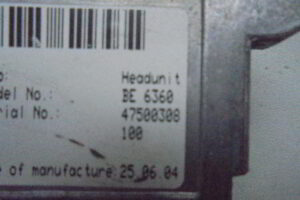 Headunit
del No.: BE 6360
rial No.: 47500308
100
e of manufacture 25.06.04